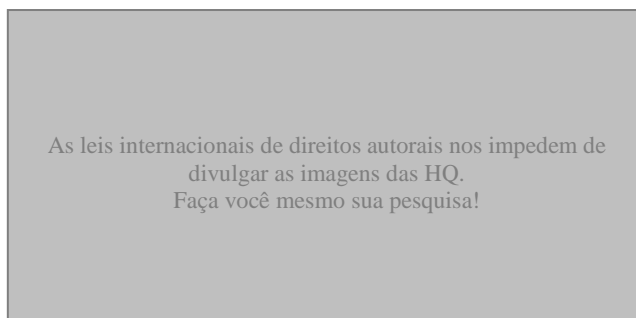 As leis internacionais de direitos autorais nos impedem de
divulgar as imagens das HQ.
Faça você mesmo sua pesquisa!